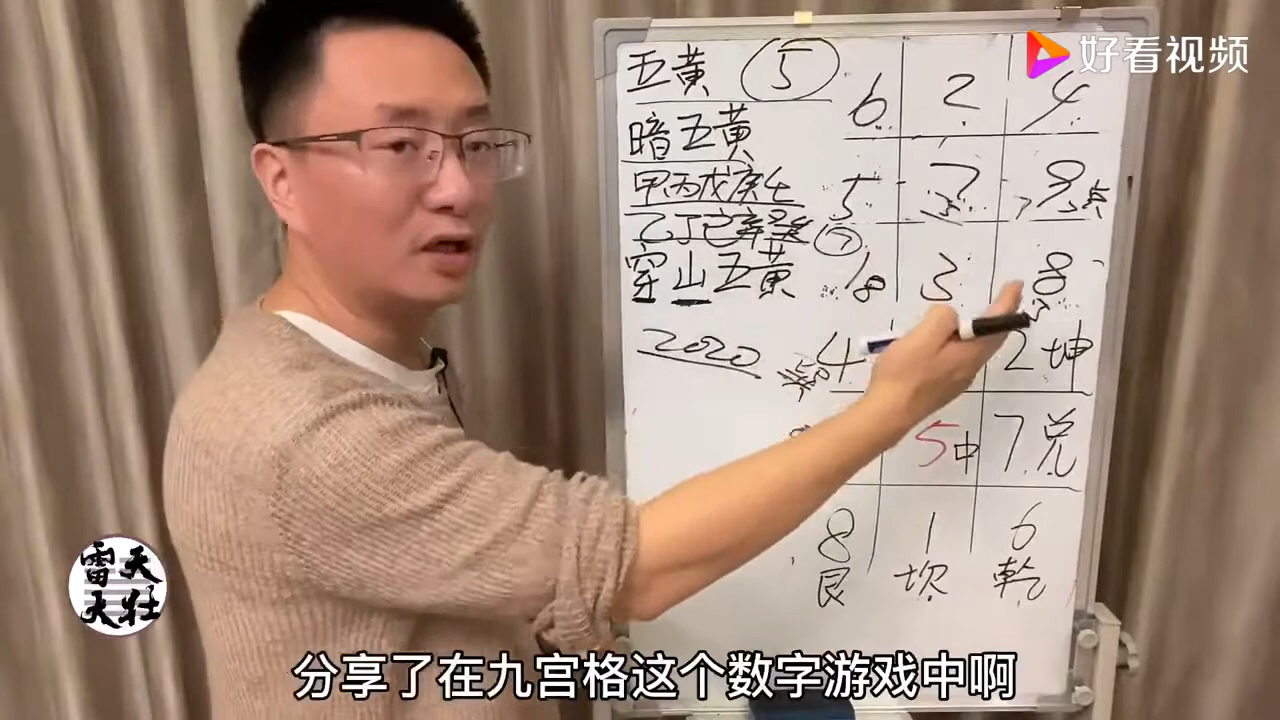 好看视频
五黄 5
暗五黄
甲丙戊庚壬
乙丁己辛癸 7
穿山五黄
2020
6 2 4
5 7 9 点
1 8 3 8
4 2 坤
5 中 7 兑
8 1 6
艮 坎 乾
雷天
大壮
分享了在九宫格这个数字游戏中啊